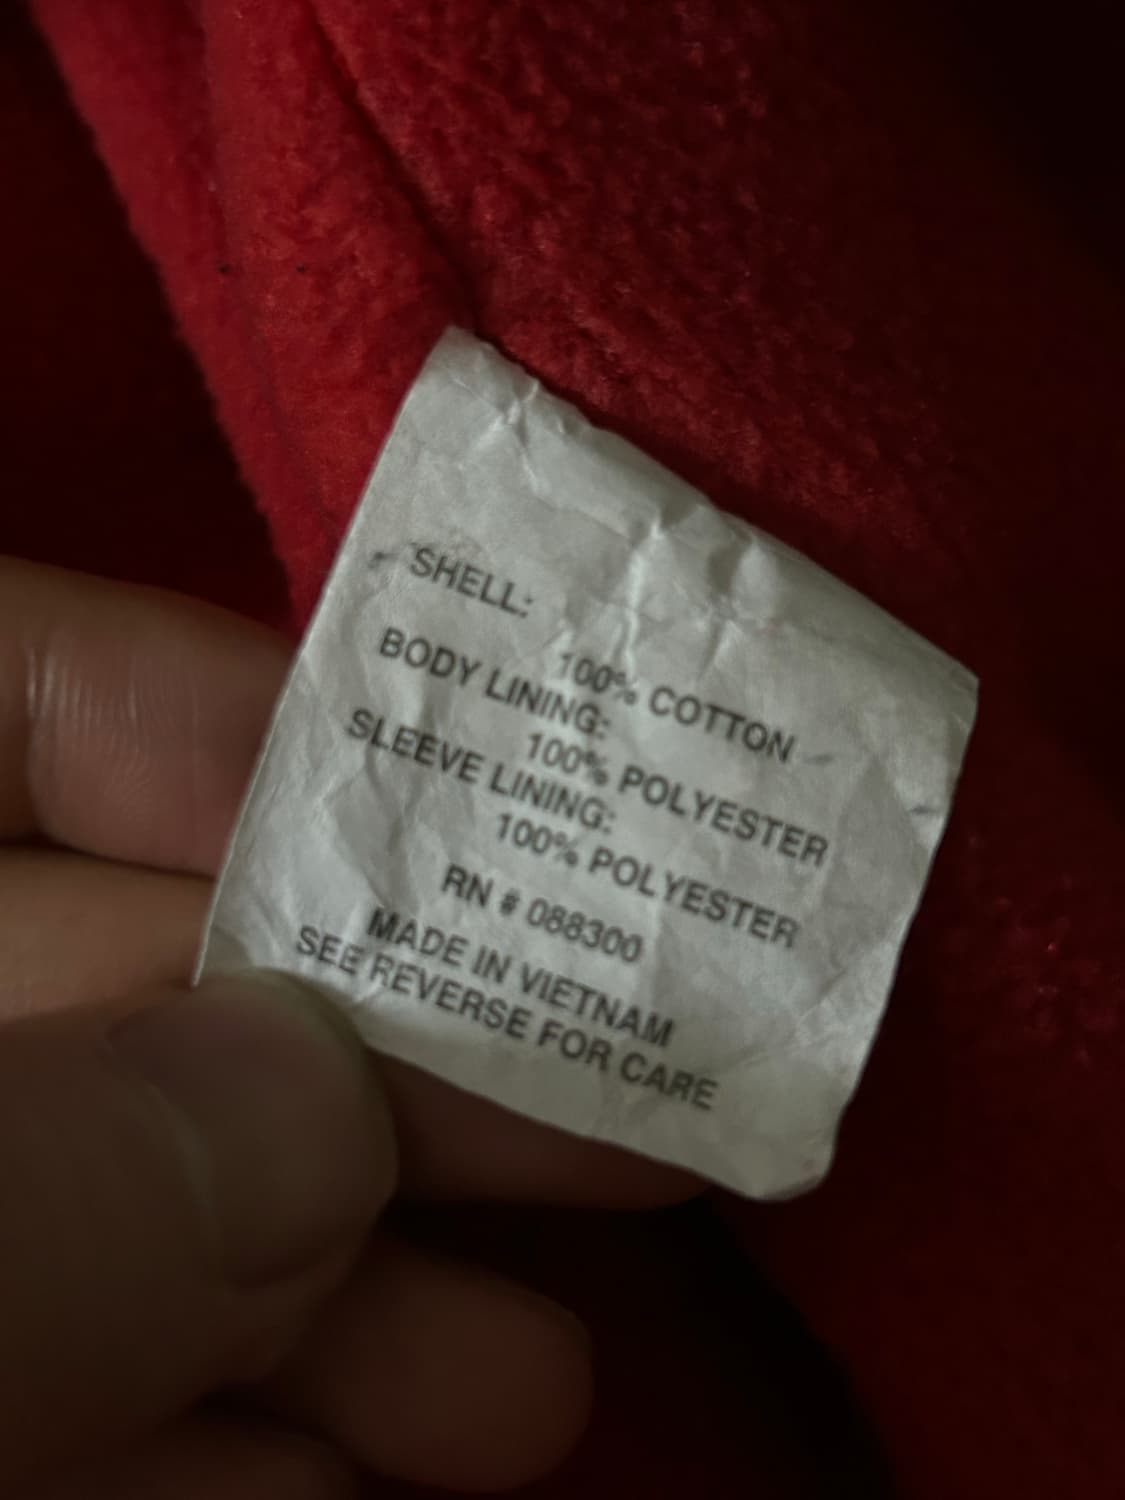 SHELL:
100% COTTON
BODY LINING:
100% POLYESTER
SLEEVE LINING:
100% POLYESTER
RN # 088300
MADE IN VIETNAM
SEE REVERSE FOR CARE